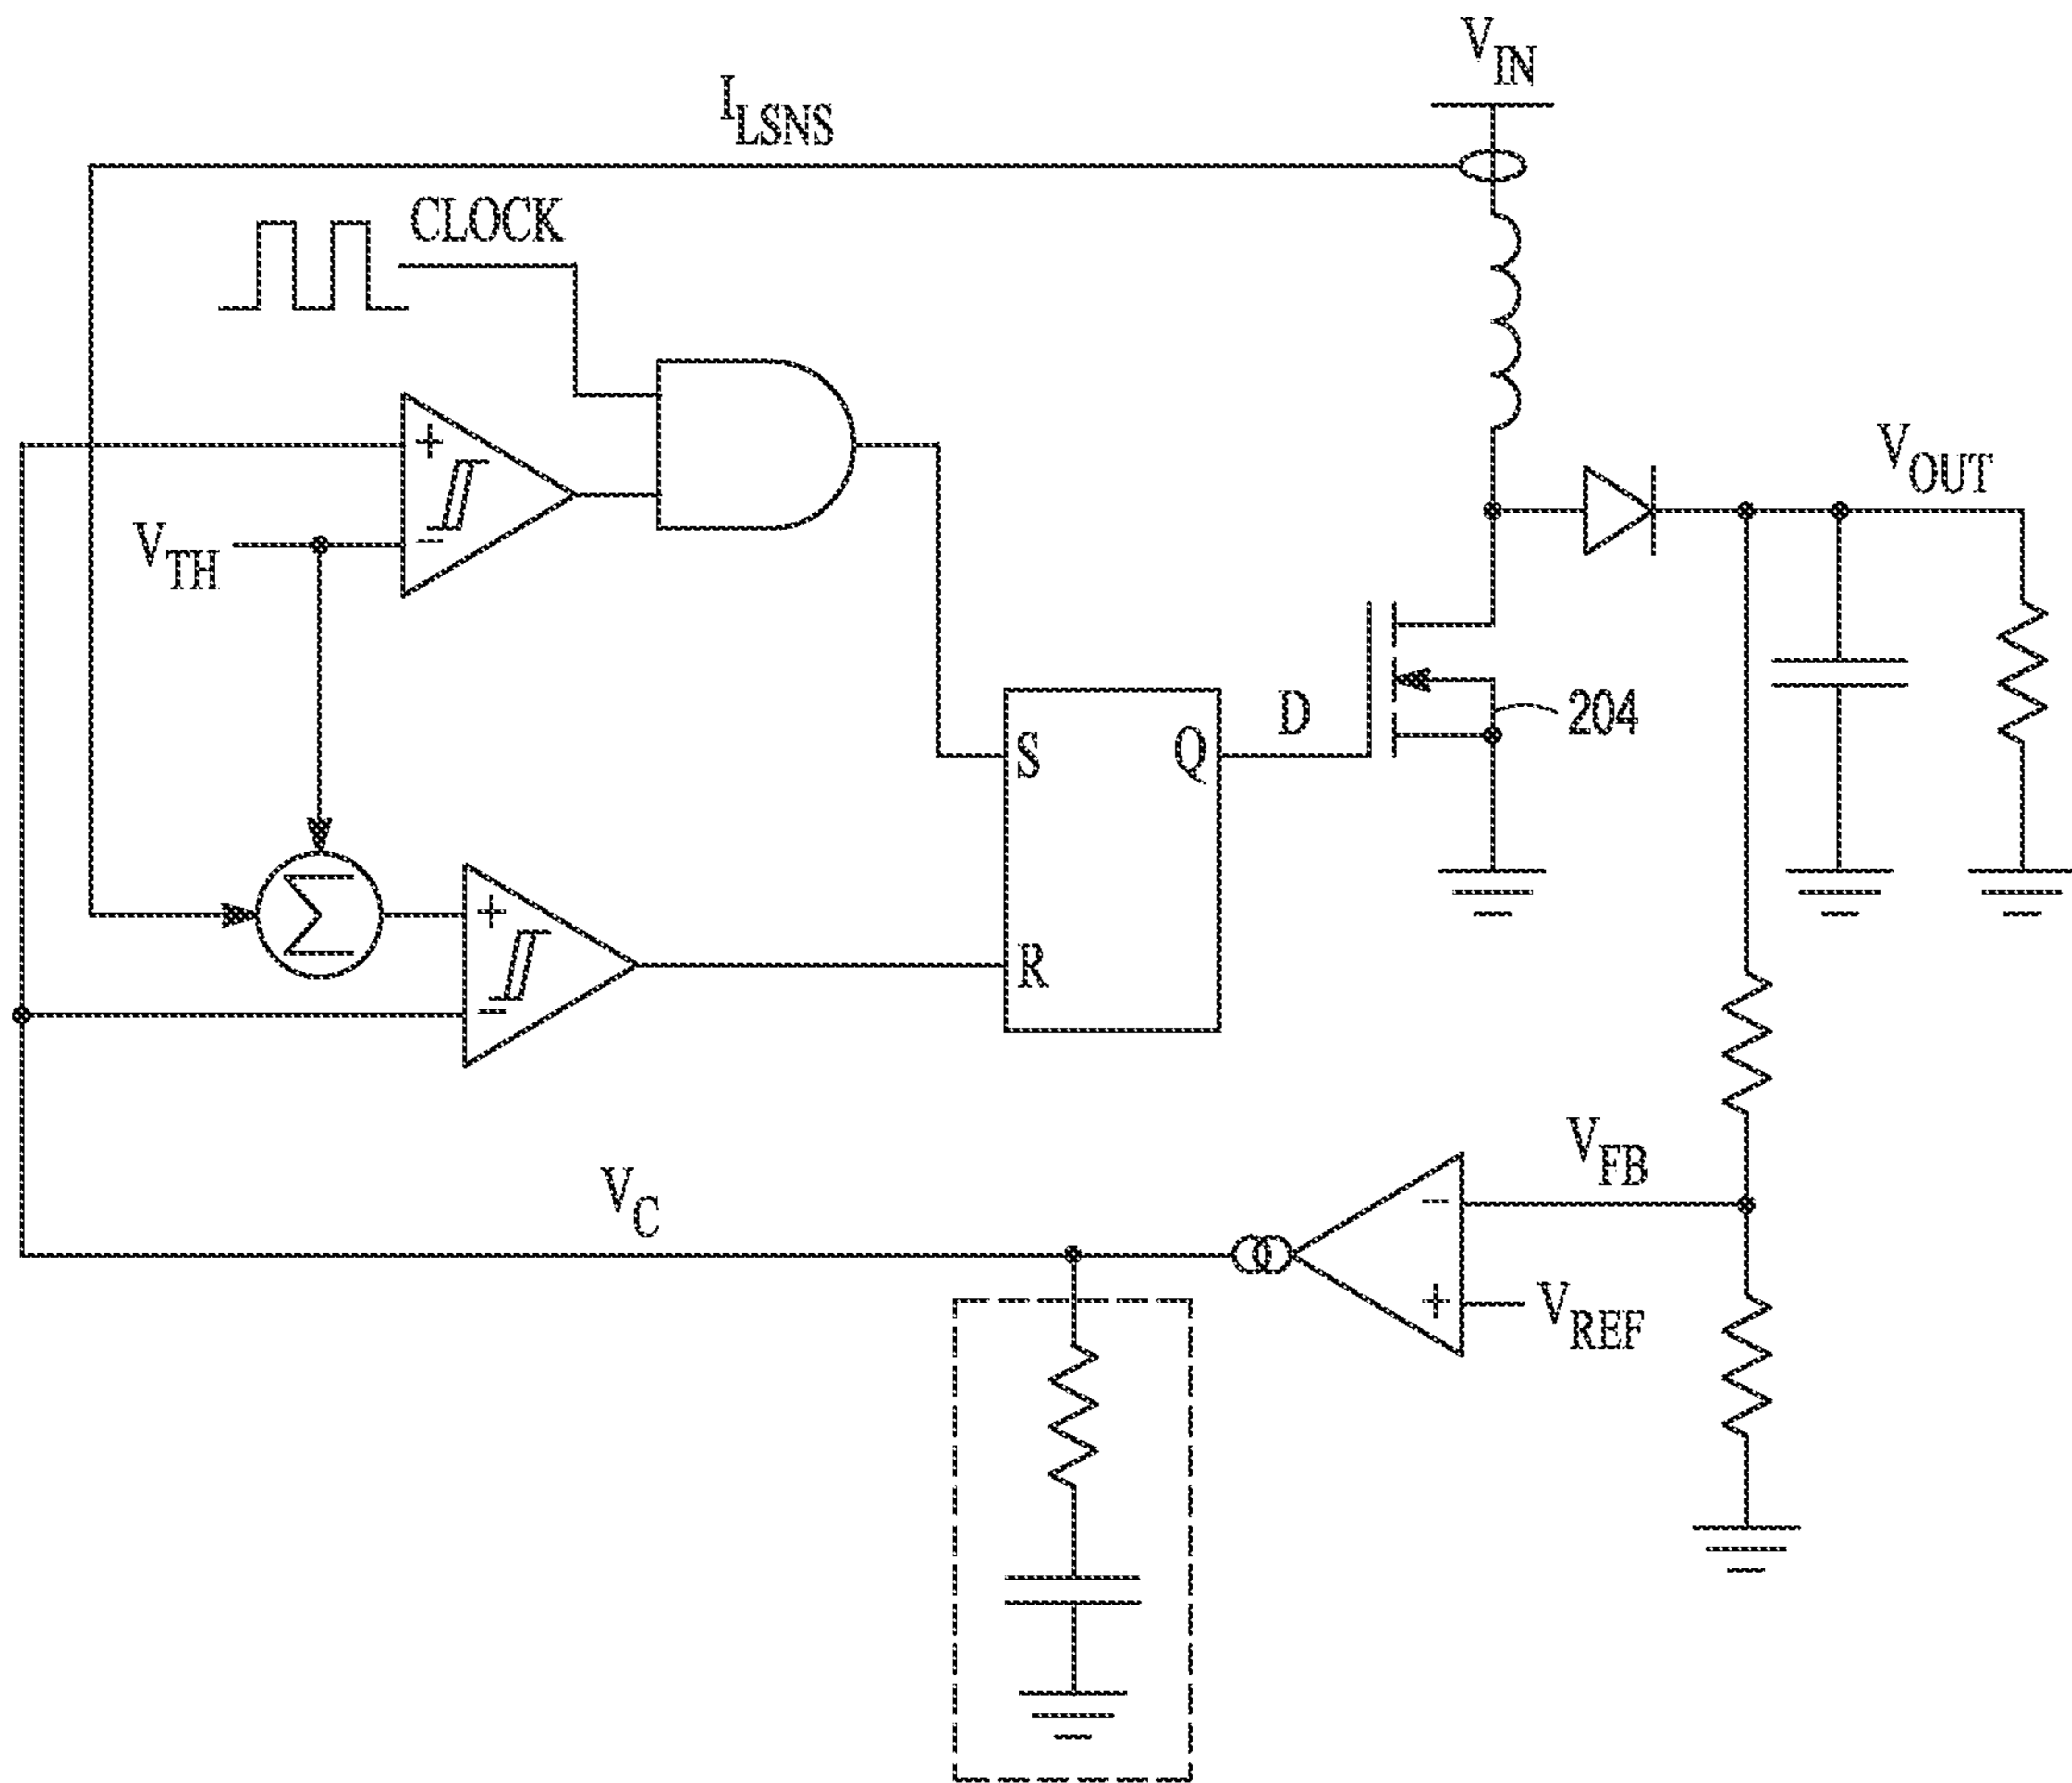 V_IN
I_LSNS
CLOCK
+
−
V_TH
V_OUT
204
D
S
Q
R
Σ
+
−
V_FB
−
+
V_REF
V_C